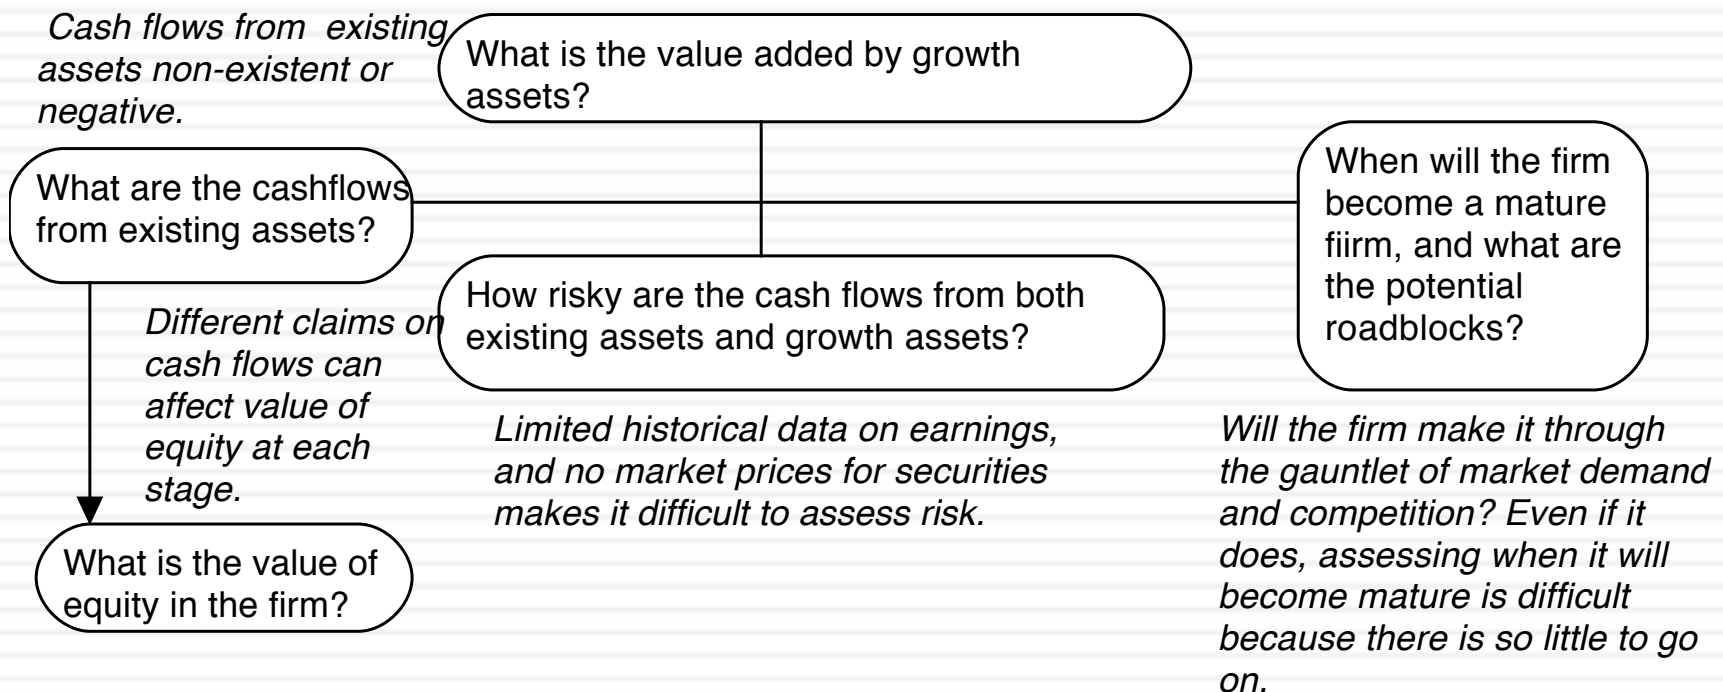 Cash flows from  existing
assets non-existent or
negative.
What is the value added by growth
assets?
What are the cashflows
from existing assets?
When will the firm
become a mature
fiirm, and what are
the potential
roadblocks?
How risky are the cash flows from both
existing assets and growth assets?
Different claims on
cash flows can
affect value of
equity at each
stage.
Limited historical data on earnings,
and no market prices for securities
makes it difficult to assess risk.
Will the firm make it through
the gauntlet of market demand
and competition? Even if it
does, assessing when it will
become mature is difficult
because there is so little to go
on.
What is the value of
equity in the firm?